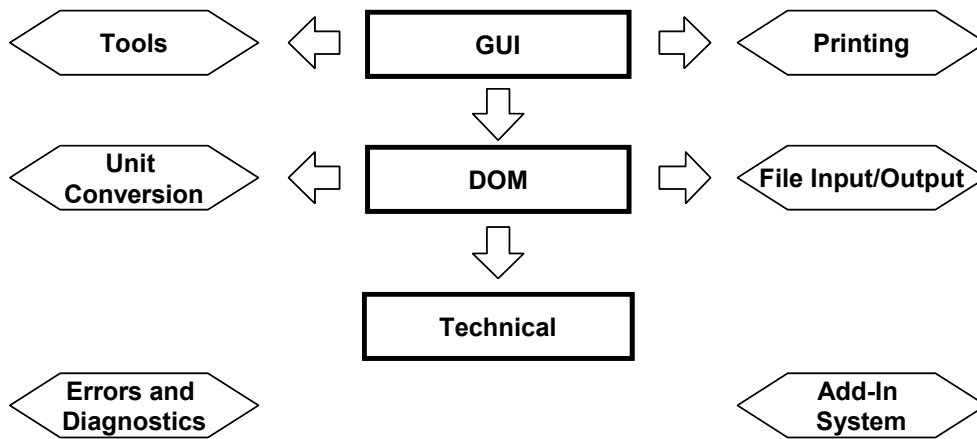 Tools
GUI
Printing
Unit
Conversion
DOM
File Input/Output
Technical
Errors and
Diagnostics
Add-In
System